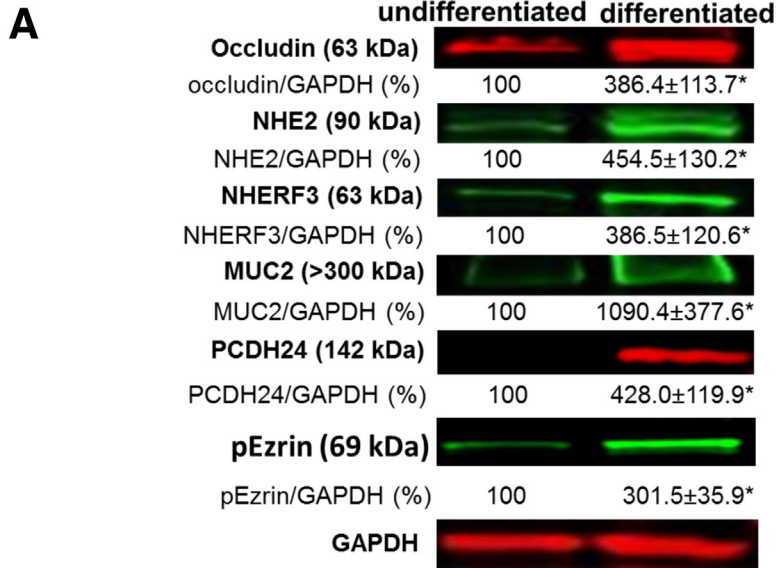 A
undifferentiated differentiated
Occludin (63 kDa)
occludin/GAPDH (%) 100 386.4±113.7*
NHE2 (90 kDa)
NHE2/GAPDH (%) 100 454.5±130.2*
NHERF3 (63 kDa)
NHERF3/GAPDH (%) 100 386.5±120.6*
MUC2 (>300 kDa)
MUC2/GAPDH (%) 100 1090.4±377.6*
PCDH24 (142 kDa)
PCDH24/GAPDH (%) 100 428.0±119.9*
pEzrin (69 kDa)
pEzrin/GAPDH (%) 100 301.5±35.9*
GAPDH